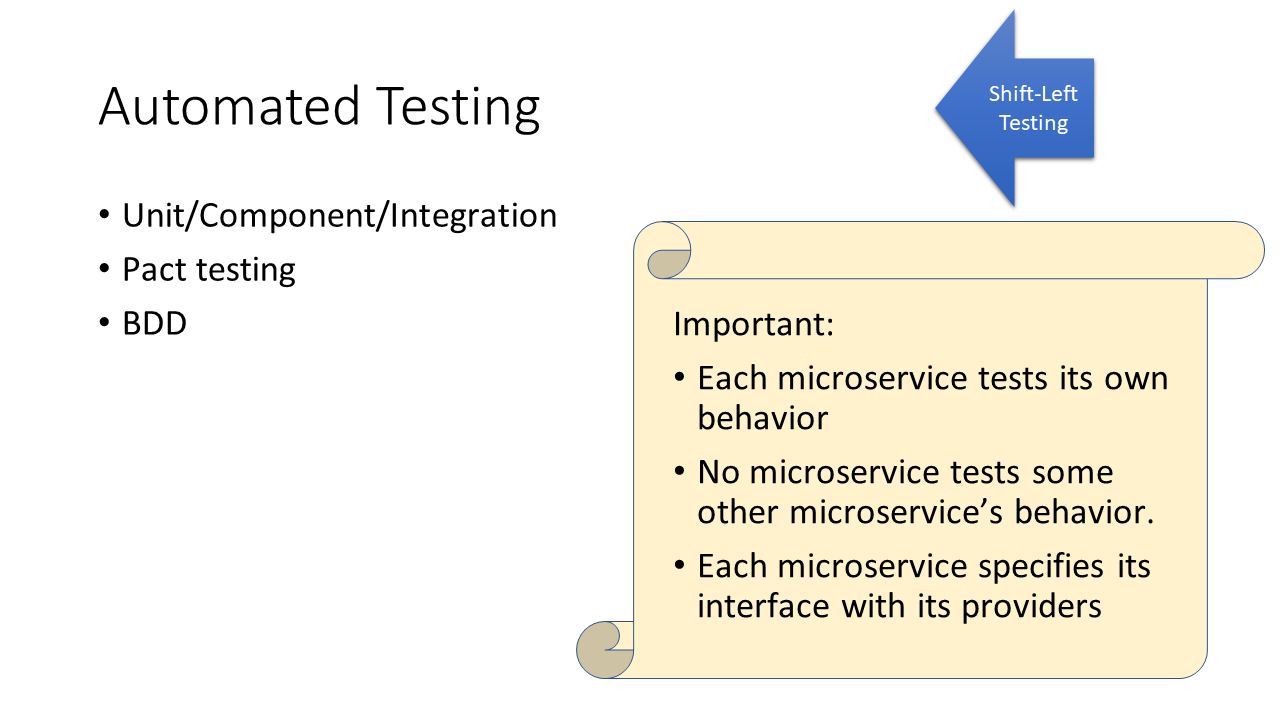 Automated Testing
Shift-Left
Testing
• Unit/Component/Integration
• Pact testing
• BDD
Important:
• Each microservice tests its own
behavior
• No microservice tests some
other microservice’s behavior.
• Each microservice specifies its
interface with its providers